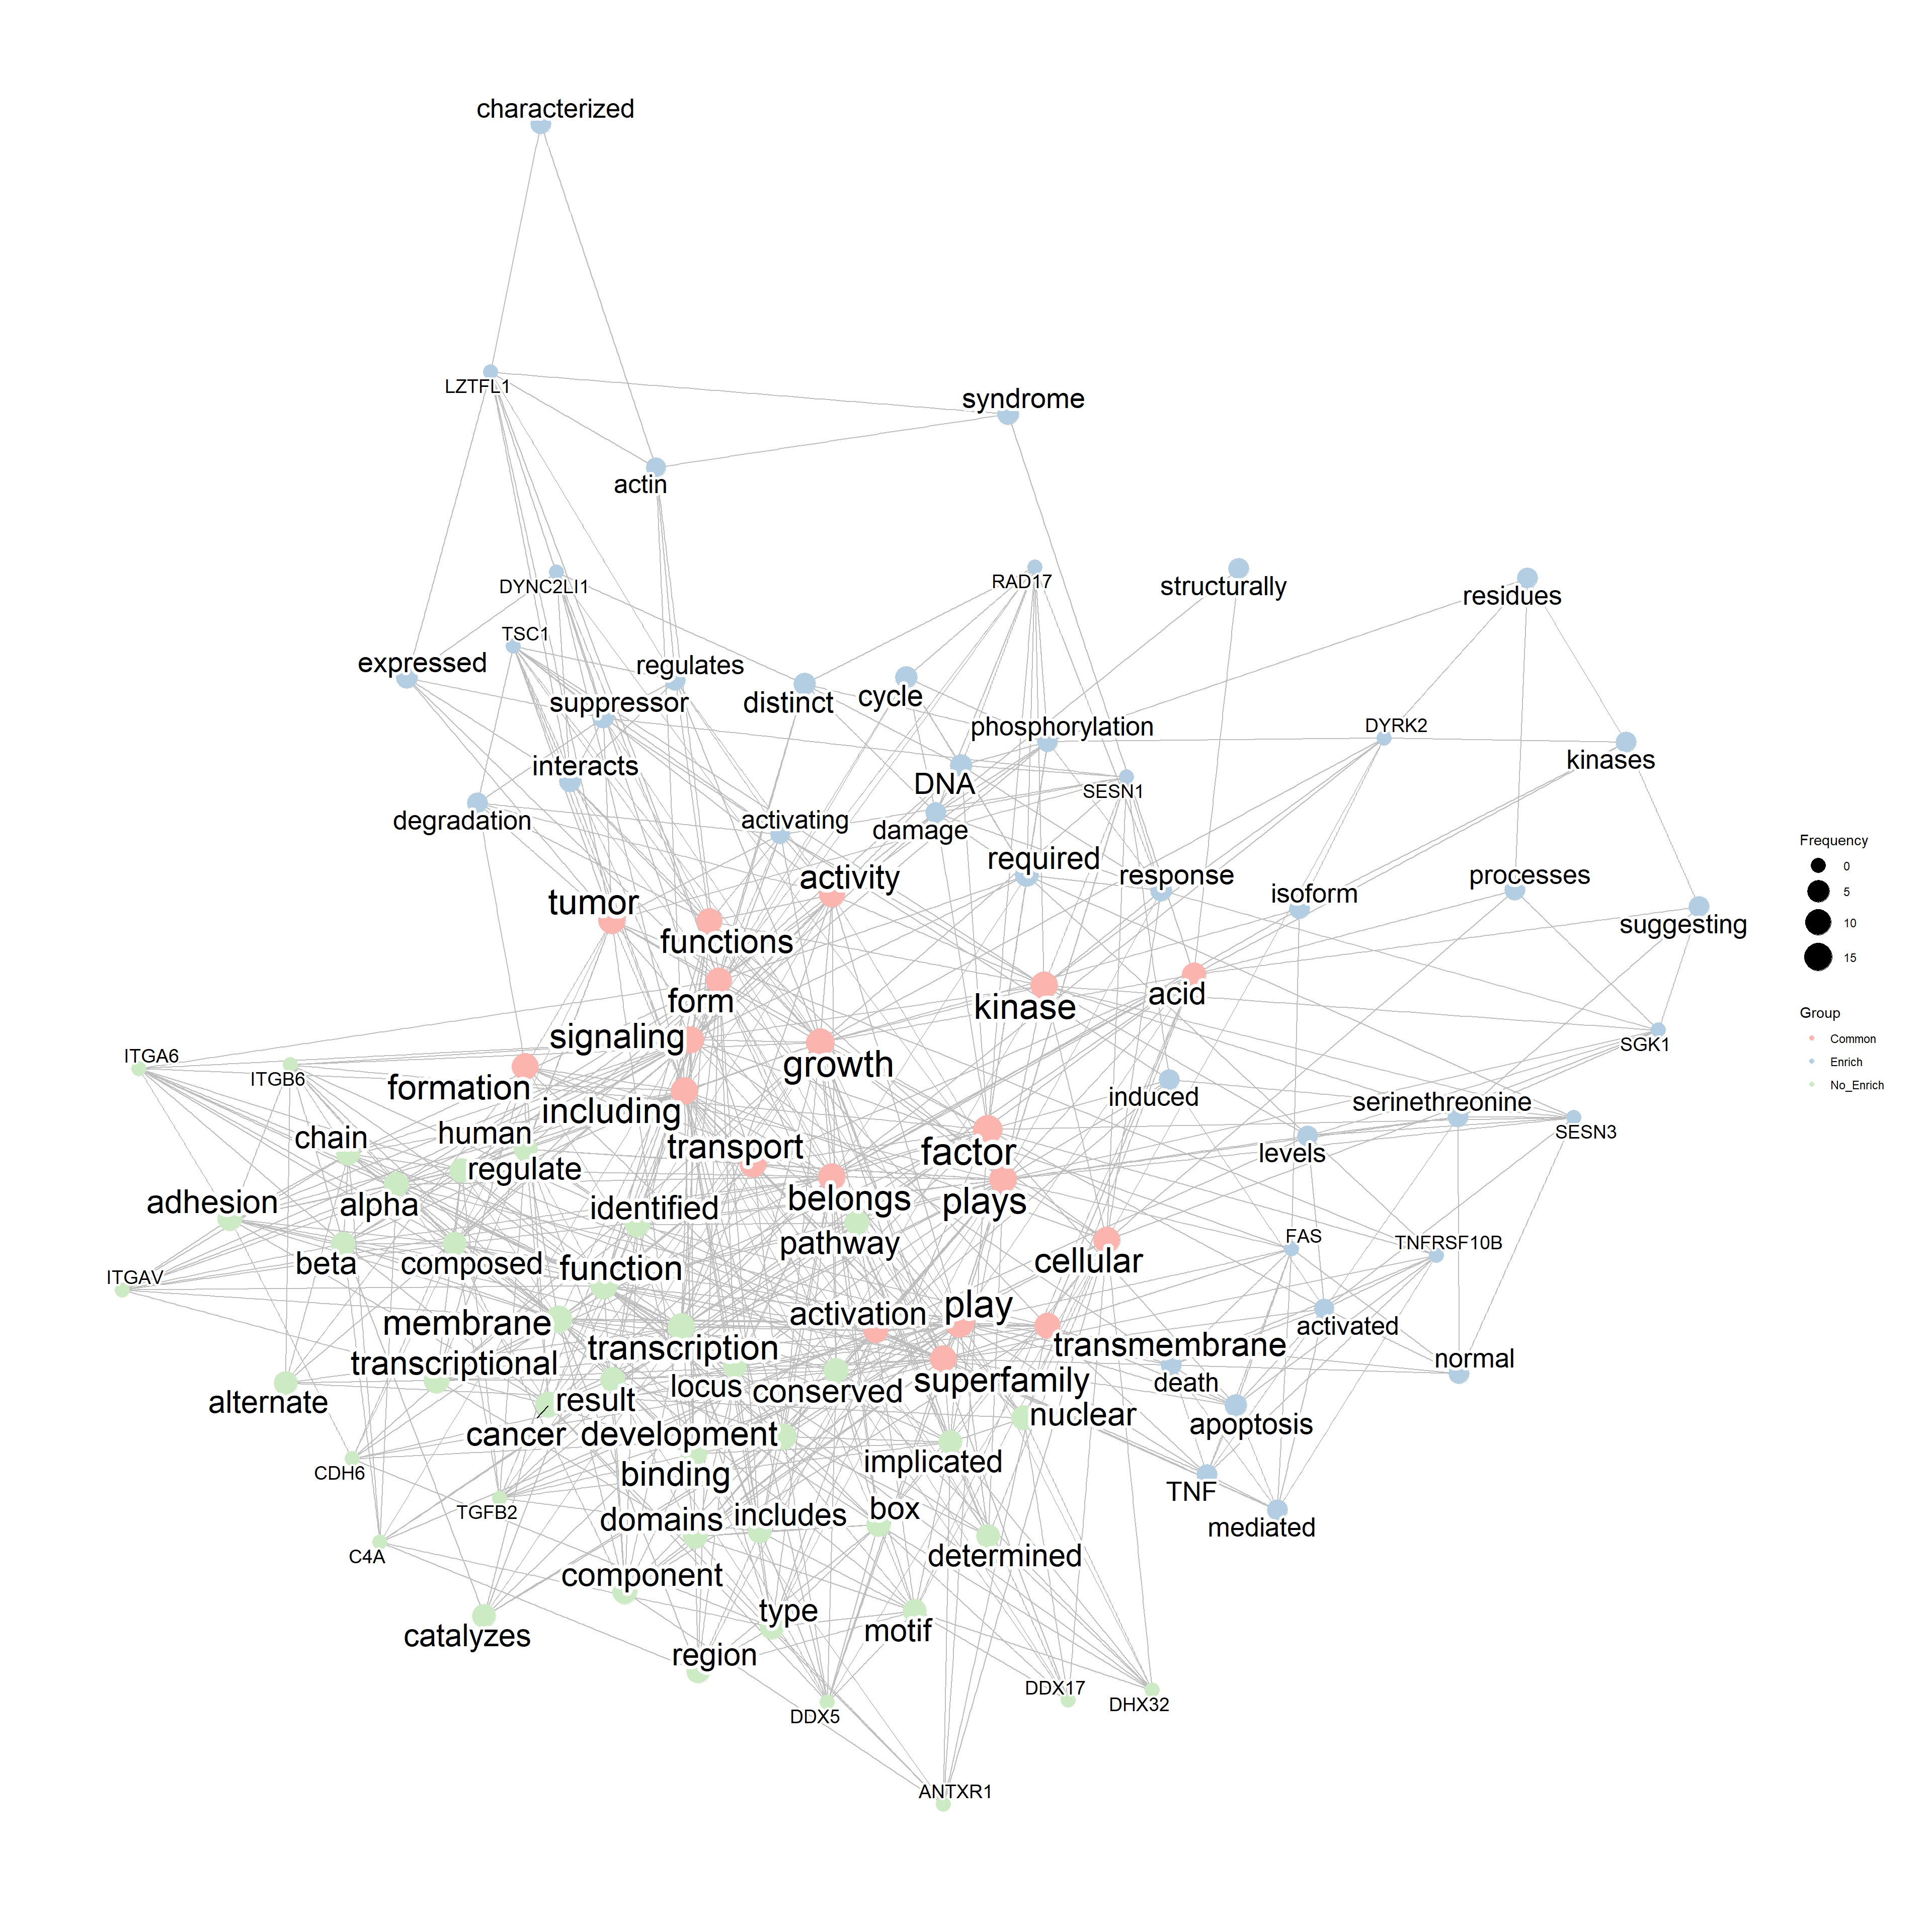 characterized
LZTFL1
syndrome
actin
DYNC2LI1
RAD17
structurally
residues
TSC1
expressed
regulates
suppressor
distinct
cycle
phosphorylation
DYRK2
kinases
interacts
DNA
SESN1
degradation
activating
damage
required
response
isoform
processes
suggesting
activity
tumor
functions
form
kinase
acid
signaling
growth
SGK1
ITGA6
ITGB6
formation
including
induced
serinethreonine
SESN3
chain
human
transport
factor
levels
regulate
adhesion
alpha
identified
belongs
plays
FAS
TNFRSF10B
beta
composed
function
pathway
cellular
ITGAV
membrane
activation
play
activated
transcriptional
transcription
transmembrane
normal
alternate
result
locus
conserved
superfamily
death
cancer
development
nuclear
apoptosis
CDH6
binding
implicated
TNF
TGFB2
domains
includes
box
mediated
C4A
component
determined
catalyzes
type
motif
region
DDX5
DDX17
DHX32
ANTXR1
Frequency
0
5
10
15
Group
Common
Enrich
No_Enrich